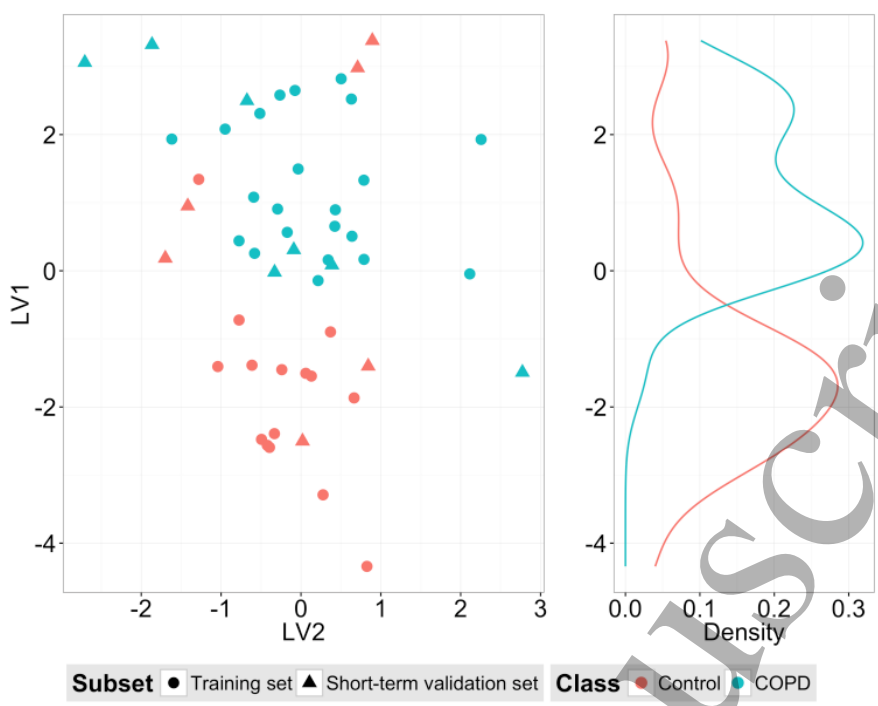 2
0
-2
-4
LV1
-2 -1 0 1 2 3
LV2
2
0
-2
-4
0.0 0.1 0.2 0.3
Density
uscri
Subset Training set Short-term validation set Class Control COPD